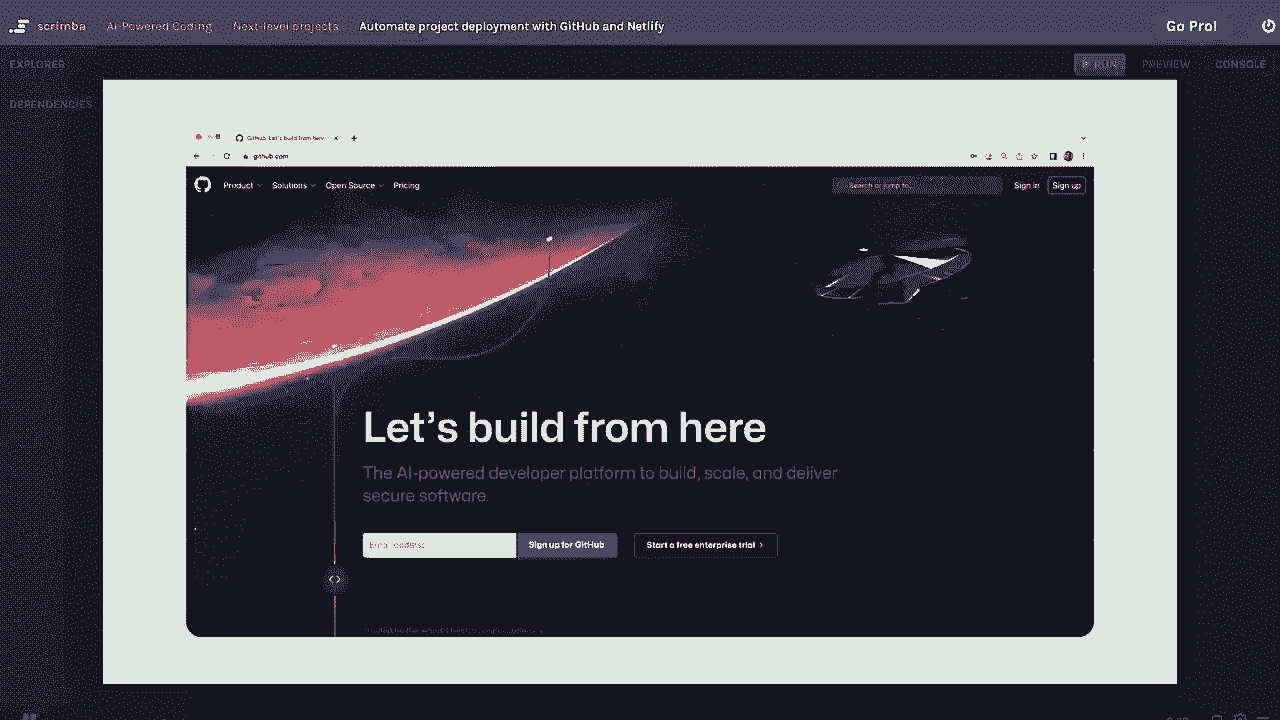 scrimba AI-Powered Coding Next-level projects Automate project deployment with GitHub and Netlify Go Pro!
EXPLORER RUN PREVIEW CONSOLE
DEPENDENCIES
GitHub: Let's build from here
github.com
Product Solutions Open Source Pricing Search or jump to... Sign in Sign up
Let's build from here
The AI-powered developer platform to build, scale, and deliver
secure software
Email address Sign up for GitHub Start a free enterprise trial